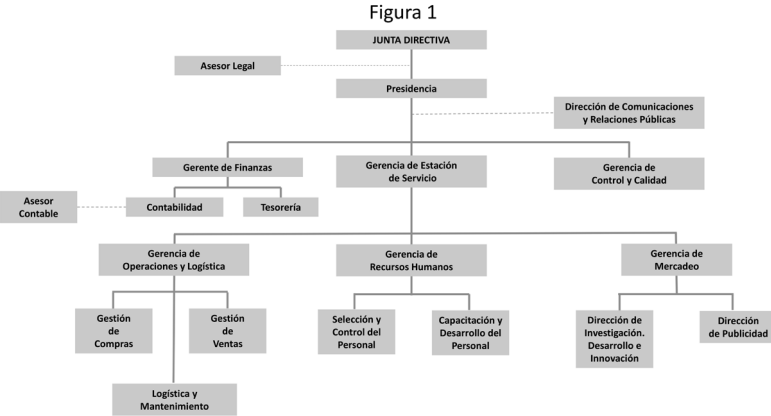 Figura 1
JUNTA DIRECTIVA
Asesor Legal
Presidencia
Dirección de Comunicaciones
y Relaciones Públicas
Gerente de Finanzas
Gerencia de Estación
de Servicio
Gerencia de
Control y Calidad
Asesor
Contable
Contabilidad
Tesorería
Gerencia de
Operaciones y Logística
Gerencia de
Recursos Humanos
Gerencia de
Mercadeo
Gestión
de
Compras
Gestión
de
Ventas
Selección y
Control del
Personal
Capacitación y
Desarrollo del
Personal
Dirección de
Investigación.
Desarrollo e
Innovación
Dirección
de Publicidad
Logística y
Mantenimiento